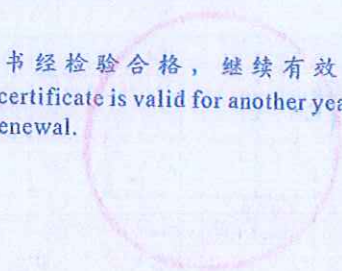 书经检验合格，继续有效
certificate is valid for another yea
enewal.